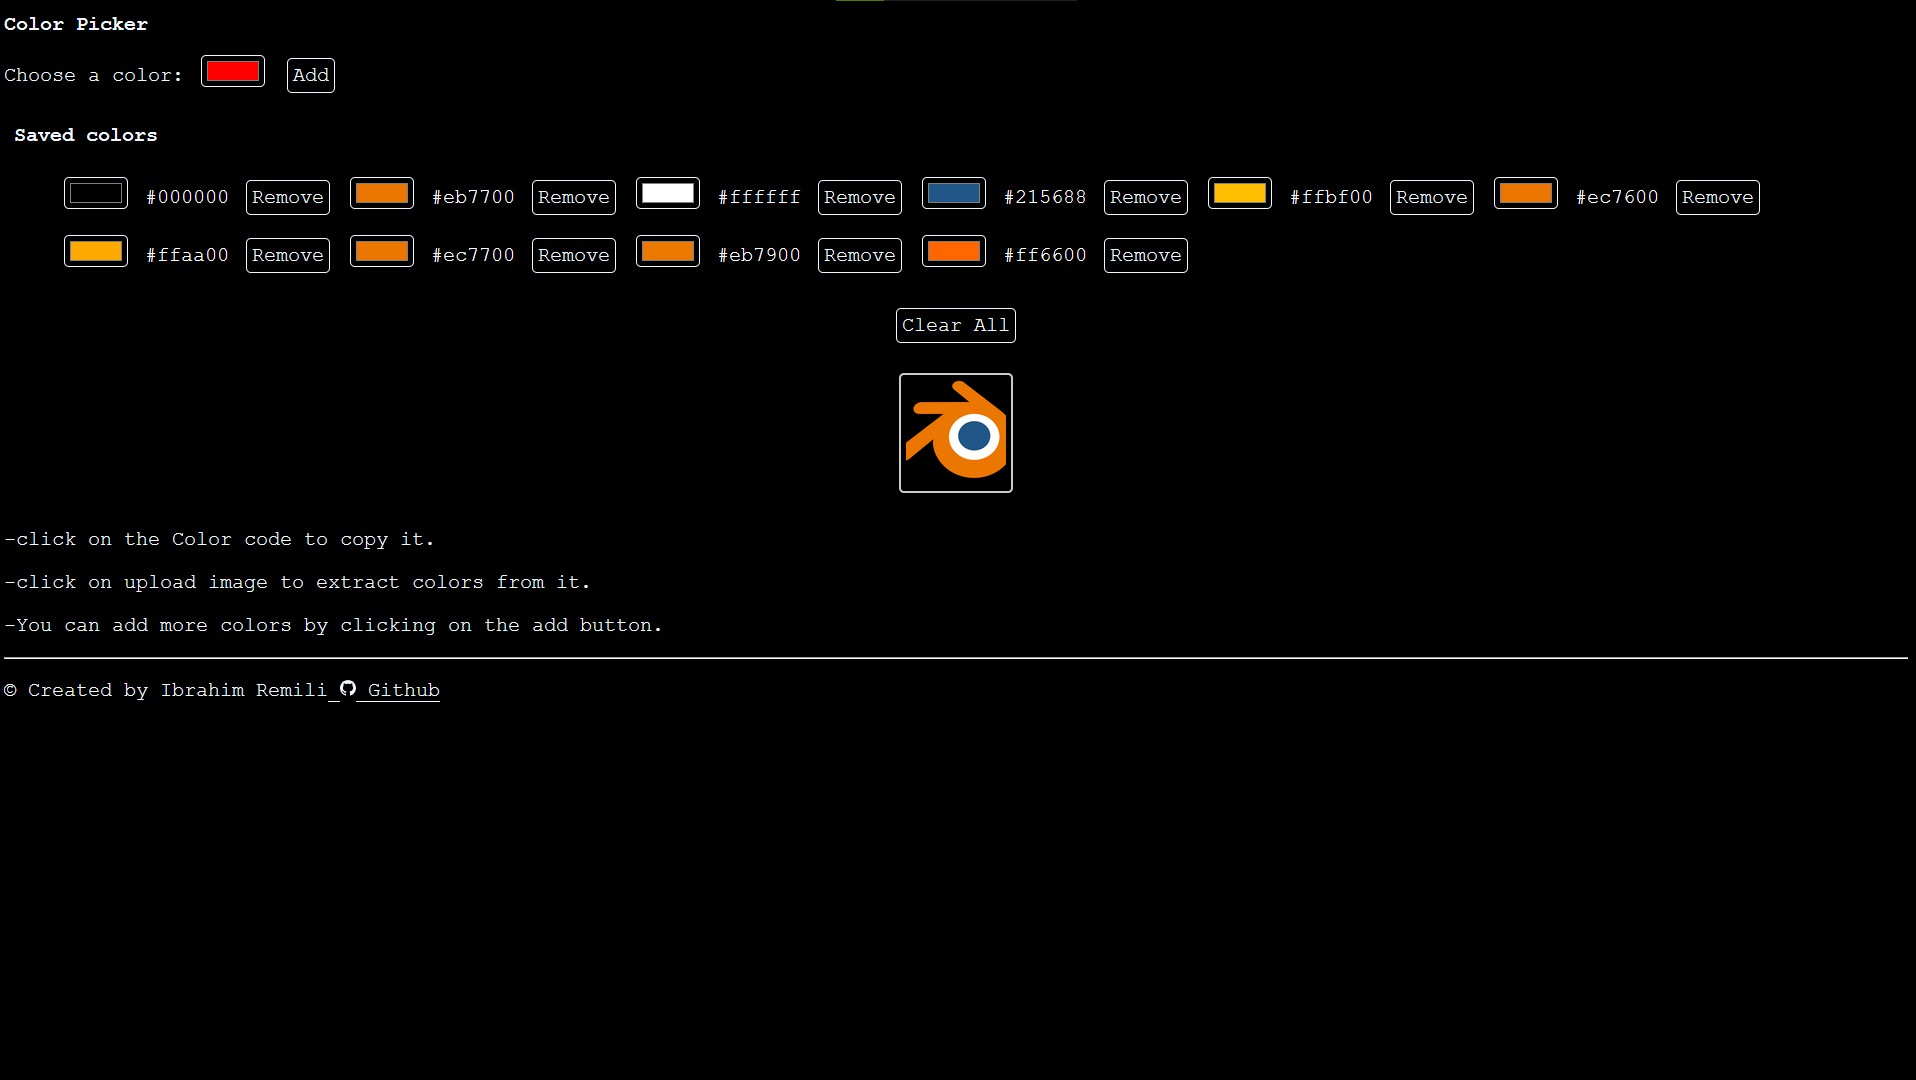 Color Picker
Choose a color: Add
Saved colors
#000000 Remove #eb7700 Remove #ffffff Remove #215688 Remove #ffbf00 Remove #ec7600 Remove
#ffaa00 Remove #ec7700 Remove #eb7900 Remove #ff6600 Remove
Clear All
-click on the Color code to copy it.
-click on upload image to extract colors from it.
-You can add more colors by clicking on the add button.
© Created by Ibrahim Remili Github